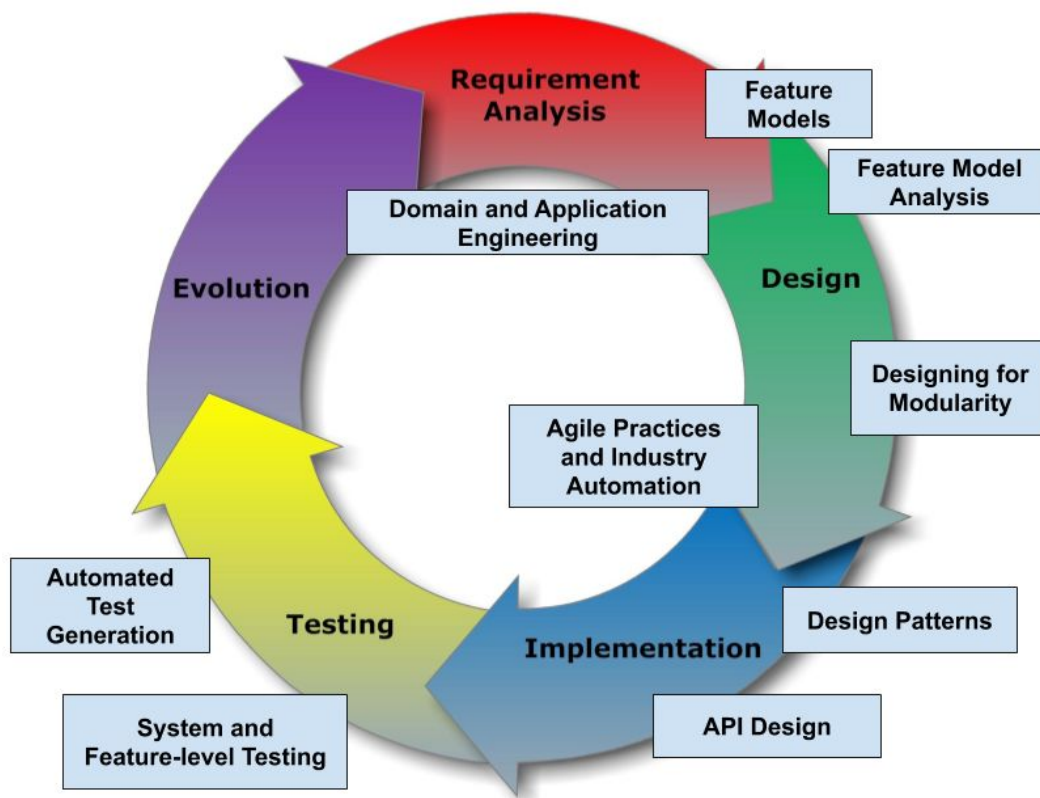 Requirement
Analysis
Feature
Models
Feature Model
Analysis
Domain and Application
Engineering
Evolution
Design
Designing for
Modularity
Agile Practices
and Industry
Automation
Automated
Test
Generation
Testing
Implementation
Design Patterns
System and
Feature-level Testing
API Design